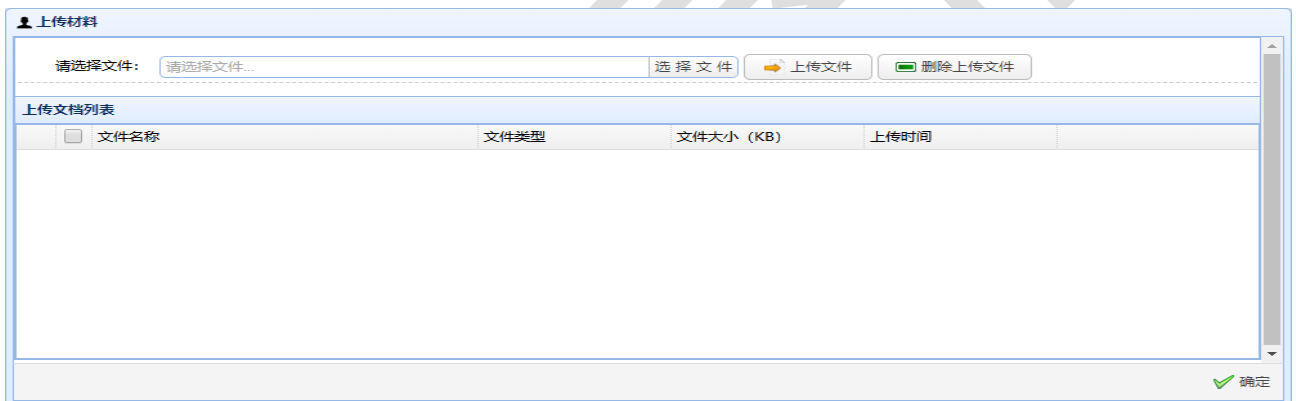 上传材料
请选择文件： 请选择文件... 选 择 文 件 上传文件 删除上传文件
上传文档列表
文件名称 文件类型 文件大小（KB） 上传时间
确定